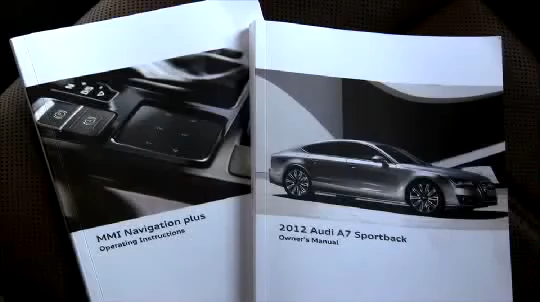 MMI Navigation plus
Operating Instructions
2012 Audi A7 Sportback
Owner's Manual